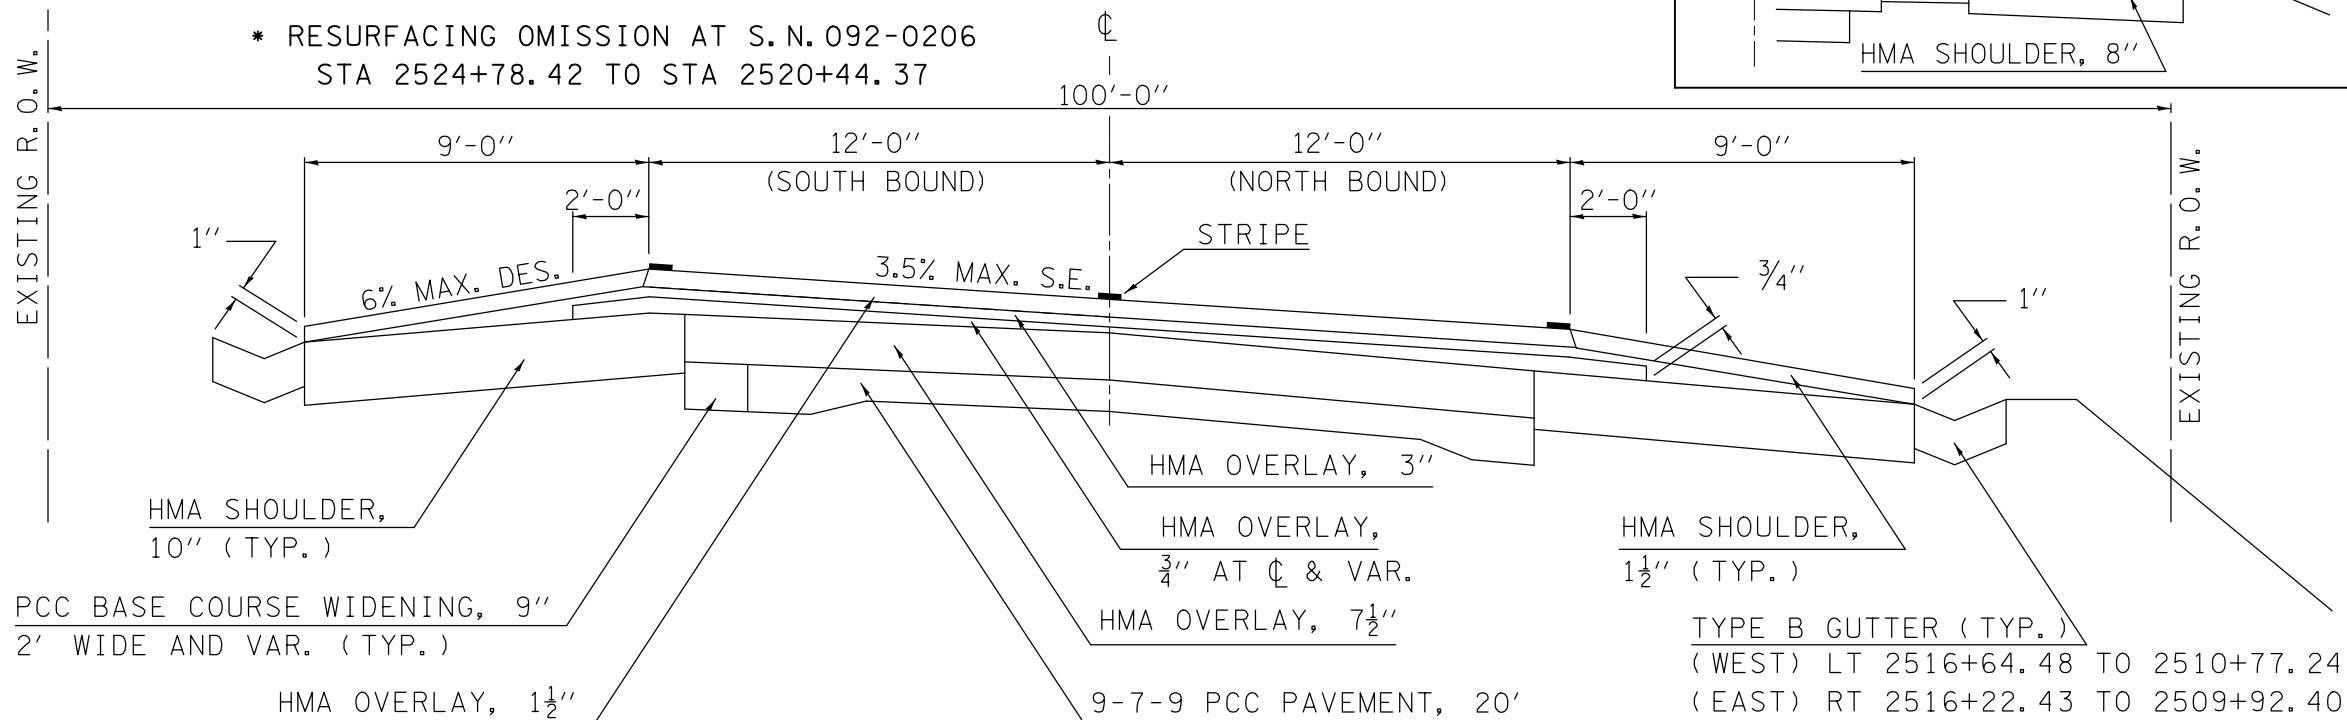 * RESURFACING OMISSION AT S.N. 092-0206
STA 2524+78.42 TO STA 2520+44.37
℄
HMA SHOULDER, 8"
EXISTING R.O.W.
100'-0"
9'-0"
12'-0"
12'-0"
9'-0"
(SOUTH BOUND)
(NORTH BOUND)
2'-0"
2'-0"
EXISTING R.O.W.
1"
STRIPE
6% MAX. DES.
3.5% MAX. S.E.
3/4"
1"
HMA OVERLAY, 3"
HMA SHOULDER,
10" (TYP.)
HMA OVERLAY,
3/4" AT ℄ & VAR.
HMA SHOULDER,
1 1/2" (TYP.)
PCC BASE COURSE WIDENING, 9"
2' WIDE AND VAR. (TYP.)
HMA OVERLAY, 7 1/2"
TYPE B GUTTER (TYP.)
(WEST) LT 2516+64.48 TO 2510+77.24
(EAST) RT 2516+22.43 TO 2509+92.40
HMA OVERLAY, 1 1/2"
9-7-9 PCC PAVEMENT, 20'